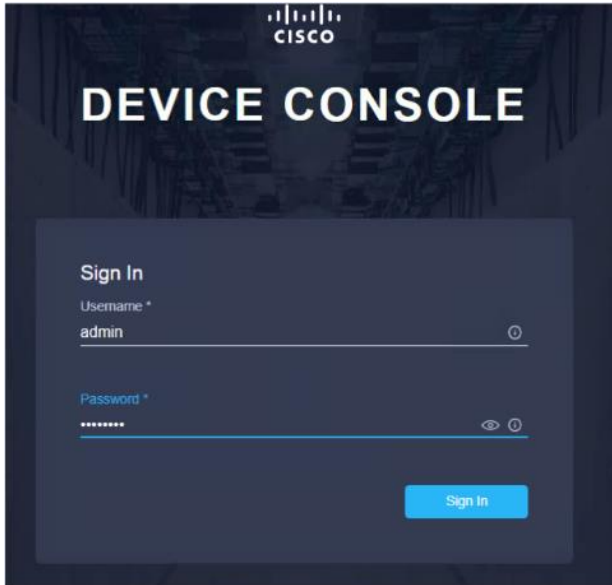 CISCO
DEVICE CONSOLE
Sign In
Username *
admin
Password *
••••••••
Sign In